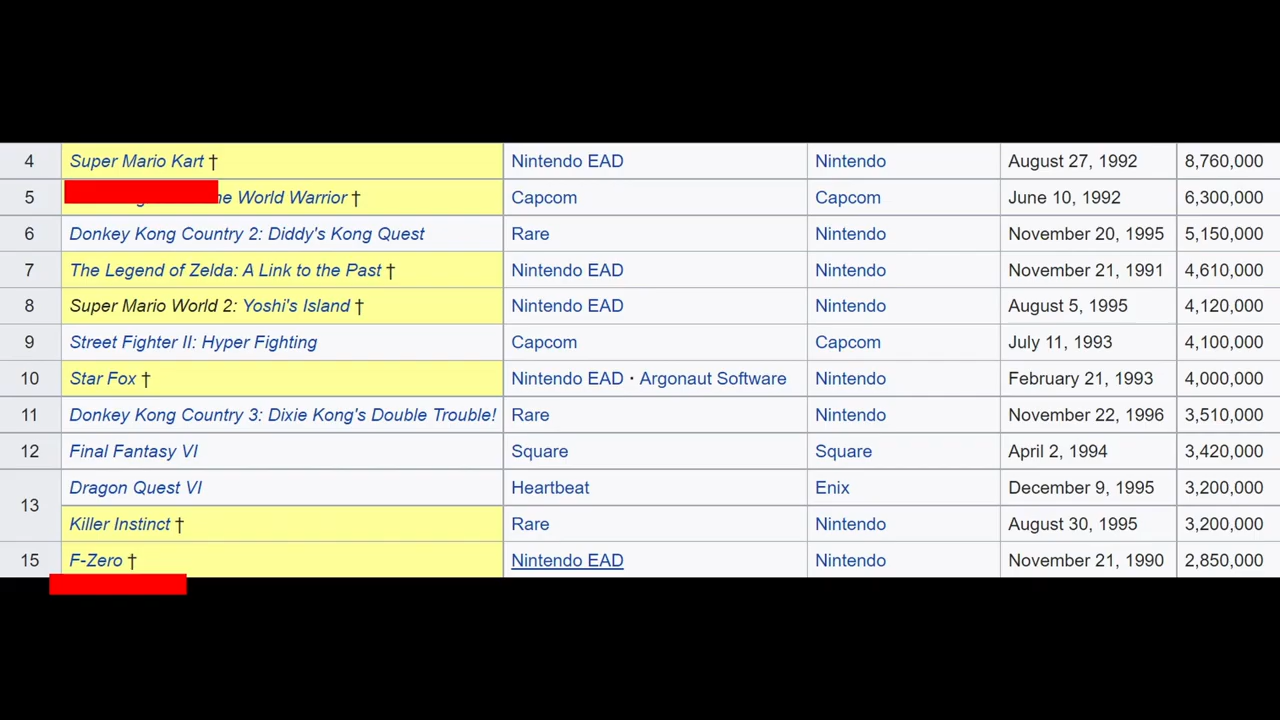 4 Super Mario Kart † Nintendo EAD Nintendo August 27, 1992 8,760,000
5 World Warrior † Capcom Capcom June 10, 1992 6,300,000
6 Donkey Kong Country 2: Diddy's Kong Quest Rare Nintendo November 20, 1995 5,150,000
7 The Legend of Zelda: A Link to the Past † Nintendo EAD Nintendo November 21, 1991 4,610,000
8 Super Mario World 2: Yoshi's Island † Nintendo EAD Nintendo August 5, 1995 4,120,000
9 Street Fighter II: Hyper Fighting Capcom Capcom July 11, 1993 4,100,000
10 Star Fox † Nintendo EAD · Argonaut Software Nintendo February 21, 1993 4,000,000
11 Donkey Kong Country 3: Dixie Kong's Double Trouble! Rare Nintendo November 22, 1996 3,510,000
12 Final Fantasy VI Square Square April 2, 1994 3,420,000
13 Dragon Quest VI Heartbeat Enix December 9, 1995 3,200,000
Killer Instinct † Rare Nintendo August 30, 1995 3,200,000
15 F-Zero † Nintendo EAD Nintendo November 21, 1990 2,850,000